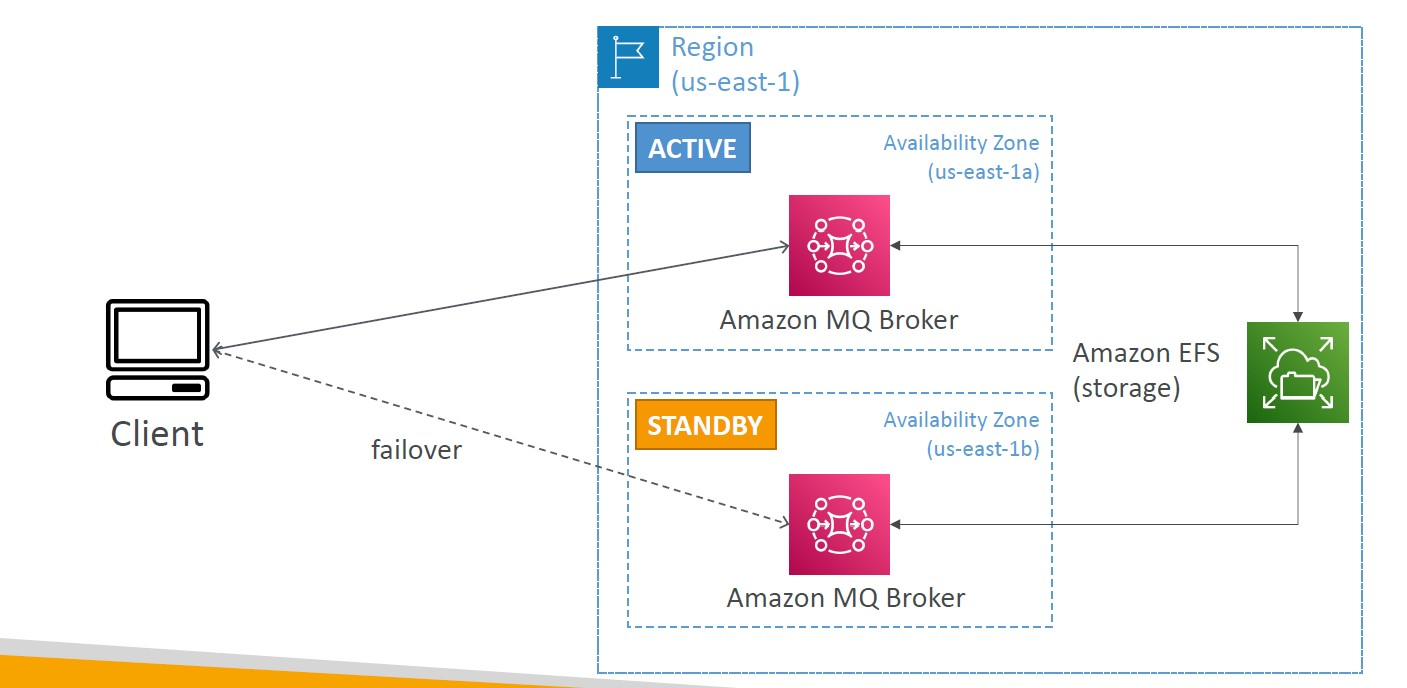 Region
(us-east-1)
ACTIVE
Availability Zone
(us-east-1a)
Amazon MQ Broker
Client
failover
Amazon EFS
(storage)
STANDBY
Availability Zone
(us-east-1b)
Amazon MQ Broker